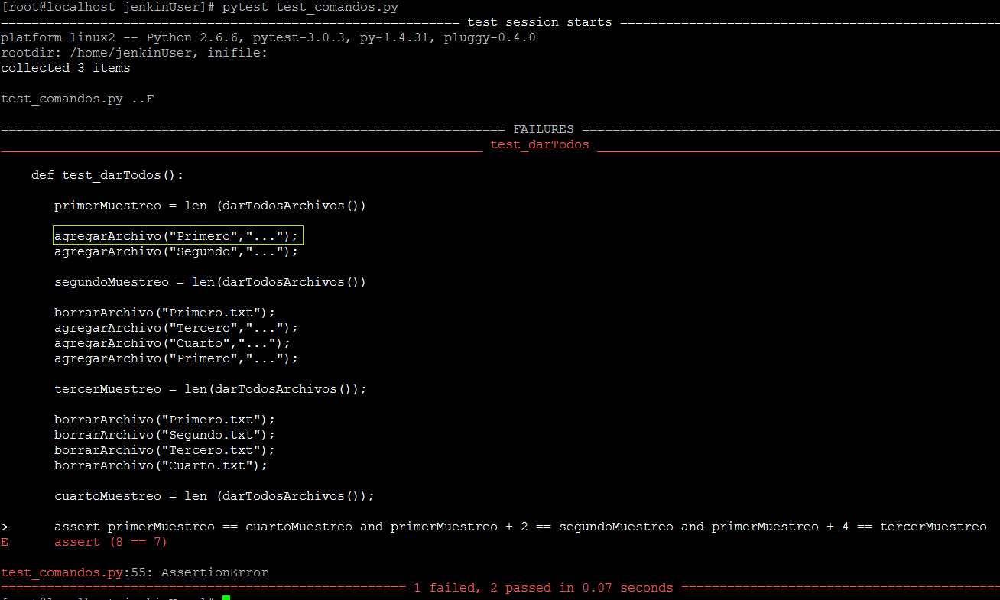 [root@localhost jenkinUser]# pytest test_comandos.py
============================================================ test session starts ==================================================
platform linux2 -- Python 2.6.6, pytest-3.0.3, py-1.4.31, pluggy-0.4.0
rootdir: /home/jenkinUser, inifile:
collected 3 items
test_comandos.py ..F
================================================================== FAILURES =======================================================
_______________________________________________________________ test_darTodos _____________________________________________________
    def test_darTodos():
       primerMuestreo = len (darTodosArchivos())
       agregarArchivo("Primero","...");
       agregarArchivo("Segundo","...");
       segundoMuestreo = len(darTodosArchivos())
       borrarArchivo("Primero.txt");
       agregarArchivo("Tercero","...");
       agregarArchivo("Cuarto","...");
       agregarArchivo("Primero","...");
       tercerMuestreo = len(darTodosArchivos());
       borrarArchivo("Primero.txt");
       borrarArchivo("Segundo.txt");
       borrarArchivo("Tercero.txt");
       borrarArchivo("Cuarto.txt");
       cuartoMuestreo = len (darTodosArchivos());
>      assert primerMuestreo == cuartoMuestreo and primerMuestreo + 2 == segundoMuestreo and primerMuestreo + 4 == tercerMuestreo
E      assert (8 == 7)
test_comandos.py:55: AssertionError
===================================================== 1 failed, 2 passed in 0.07 seconds ==========================================